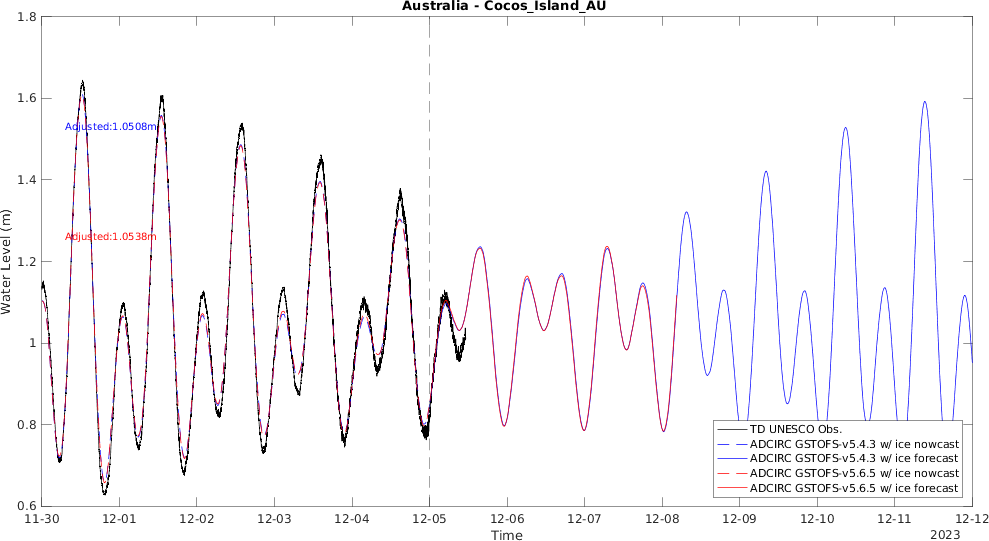 Australia - Cocos_Island_AU
1.8
1.6
1.4
1.2
1
0.8
0.6
Water Level (m)
Adjusted:1.0508m
Adjusted:1.0538m
TD UNESCO Obs.
ADCIRC GSTOFS-v5.4.3 w/ ice nowcast
ADCIRC GSTOFS-v5.4.3 w/ ice forecast
ADCIRC GSTOFS-v5.6.5 w/ ice nowcast
ADCIRC GSTOFS-v5.6.5 w/ ice forecast
11-30 12-01 12-02 12-03 12-04 12-05 12-06 12-07 12-08 12-09 12-10 12-11 12-12
Time
2023